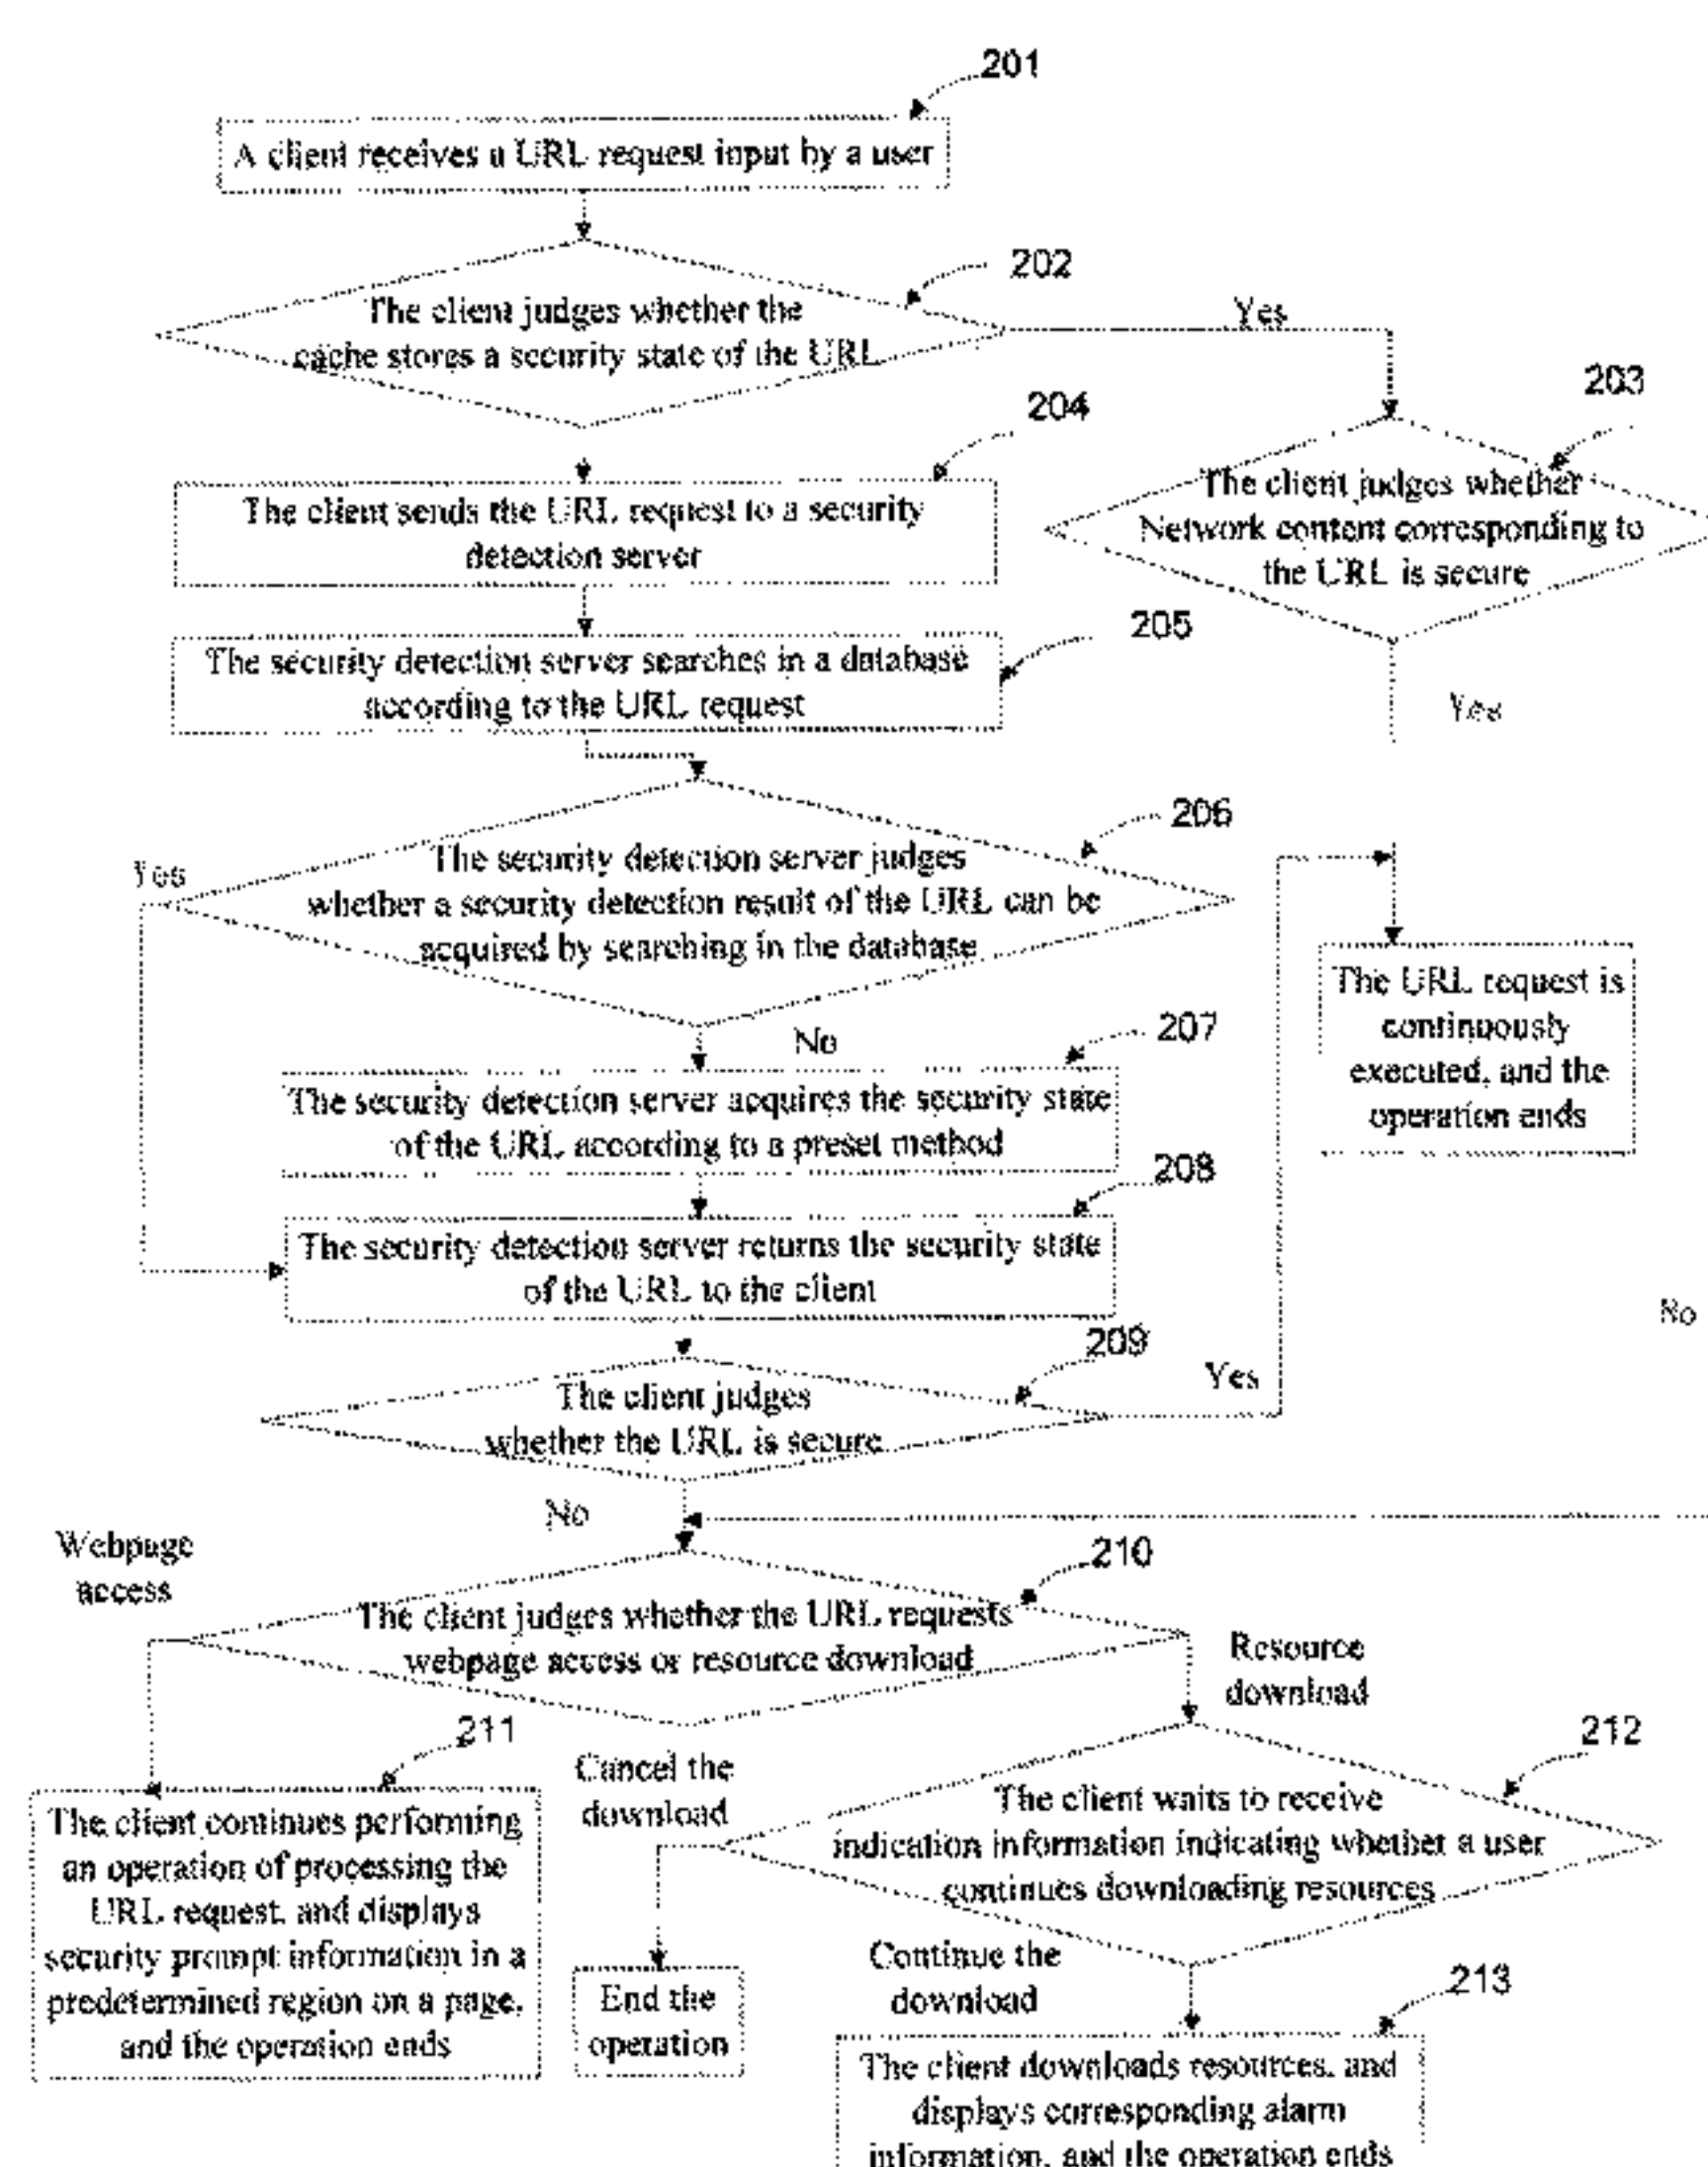 201
A client receives a URL request input by a user
202
The client judges whether the
cache stores a security state of the URL
Yes
203
The client judges whether
Network content corresponding to
the URL is secure
Yes
204
The client sends the URL request to a security
detection server
205
The security detection server searches in a database
according to the URL request
206
The security detection server judges
whether a security detection result of the URL can be
acquired by searching in the database
Yes
No
The URL request is
continuously
executed, and the
operation ends
207
The security detection server acquires the security state
of the URL according to a preset method
208
The security detection server returns the security state
of the URL to the client
No
209
The client judges
whether the URL is secure
Yes
No
210
The client judges whether the URL requests
webpage access or resource download
Webpage
access
Resource
download
211
The client continues performing
an operation of processing the
URL request, and displays
security prompt information in a
predetermined region on a page,
and the operation ends
212
The client waits to receive
indication information indicating whether a user
continues downloading resources
Cancel the
download
End the
operation
Continue the
download
213
The client downloads resources, and
displays corresponding alarm
information, and the operation ends